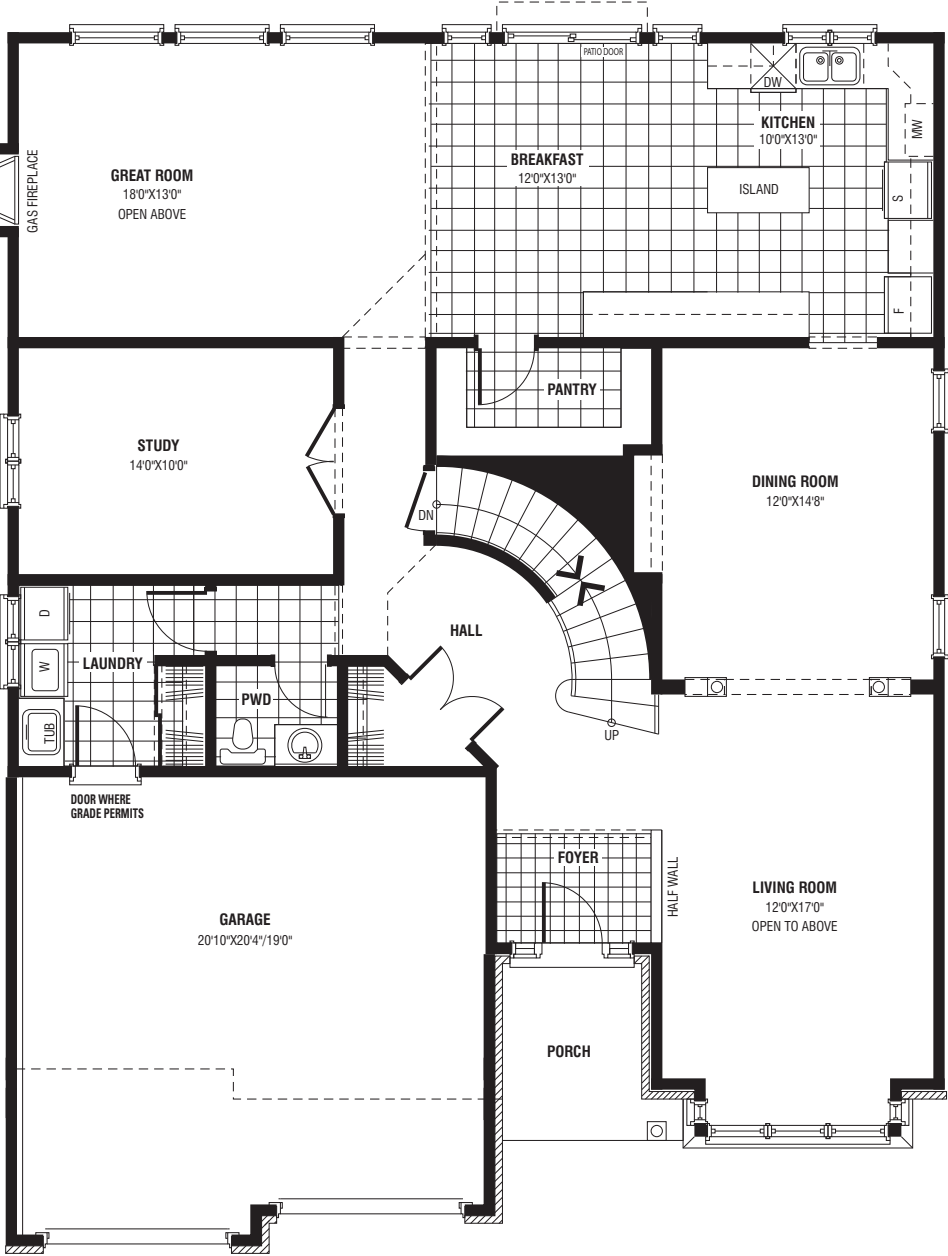 PATIO DOOR
DW
KITCHEN
10'0"X13'0"
MW
BREAKFAST
12'0"X13'0"
GREAT ROOM
18'0"X13'0"
OPEN ABOVE
GAS FIREPLACE
ISLAND
S
F
PANTRY
STUDY
14'0"X10'0"
DINING ROOM
12'0"X14'8"
DN
D
HALL
LAUNDRY
W
PWD
TUB
UP
DOOR WHERE
GRADE PERMITS
FOYER
HALF WALL
LIVING ROOM
12'0"X17'0"
OPEN TO ABOVE
GARAGE
20'10"X20'4"/19'0"
PORCH